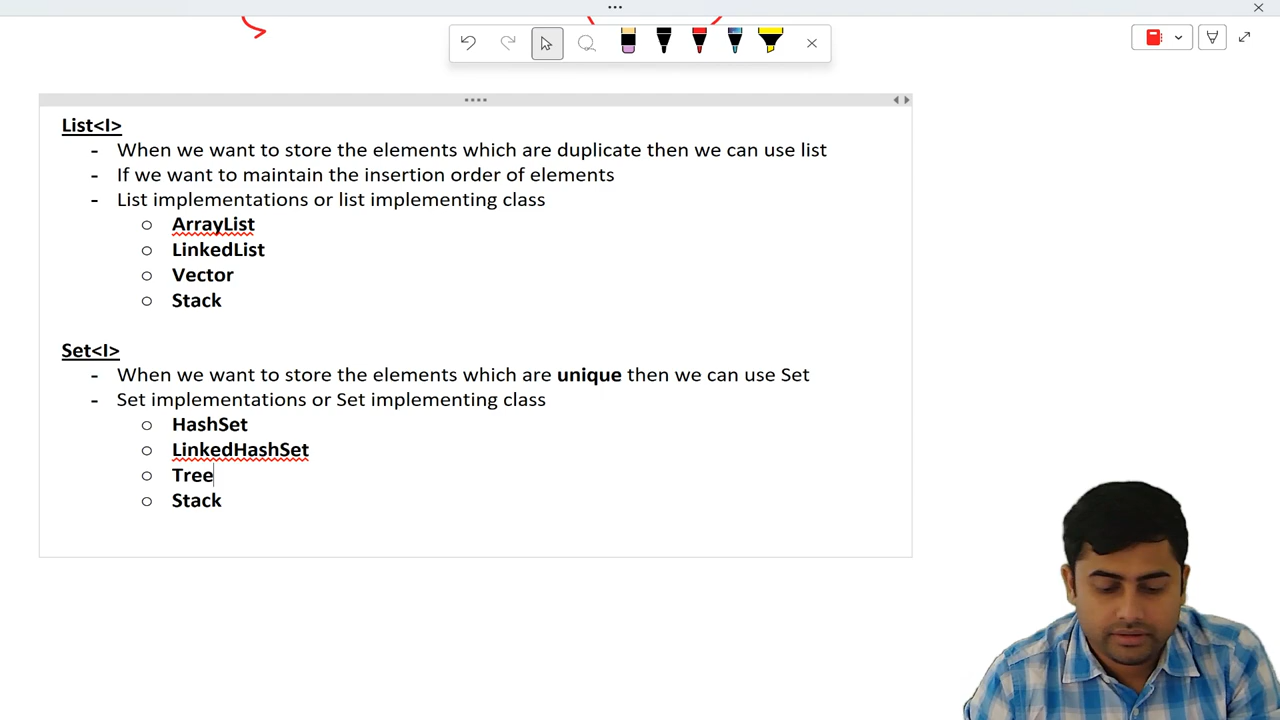 List<I>
- When we want to store the elements which are duplicate then we can use list
- If we want to maintain the insertion order of elements
- List implementations or list implementing class
○ ArrayList
○ LinkedList
○ Vector
○ Stack
Set<I>
- When we want to store the elements which are unique then we can use Set
- Set implementations or Set implementing class
○ HashSet
○ LinkedHashSet
○ Tree
○ Stack